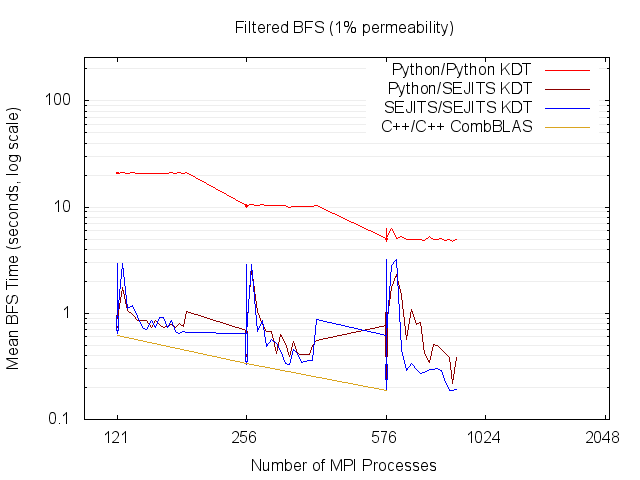 Filtered BFS (1% permeability)
Python/Python KDT
Python/SEJITS KDT
SEJITS/SEJITS KDT
C++/C++ CombBLAS
Mean BFS Time (seconds, log scale)
100
10
1
0.1
121
256
576
1024
2048
Number of MPI Processes